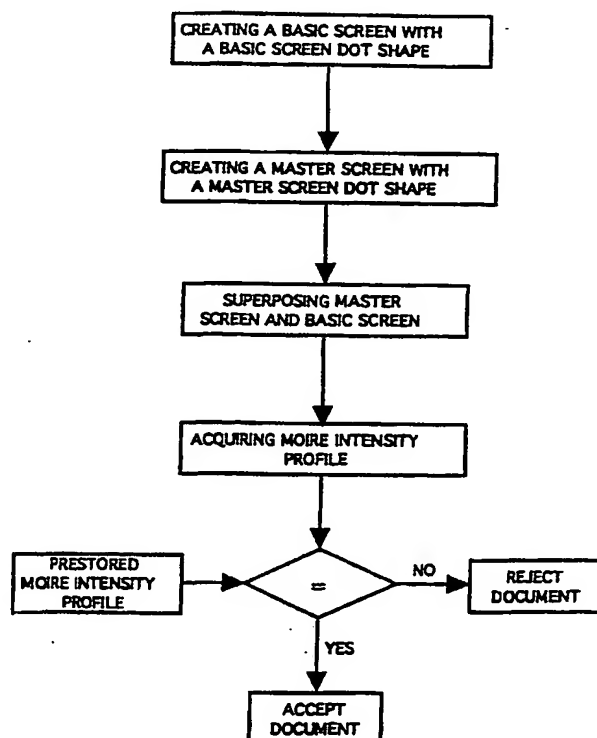 CREATING A BASIC SCREEN WITH
A BASIC SCREEN DOT SHAPE
CREATING A MASTER SCREEN WITH
A MASTER SCREEN DOT SHAPE
SUPERPOSING MASTER
SCREEN AND BASIC SCREEN
ACQUIRING MOIRE INTENSITY
PROFILE
PRESTORED
MOIRE INTENSITY
PROFILE
=
NO
REJECT
DOCUMENT
YES
ACCEPT
DOCUMENT